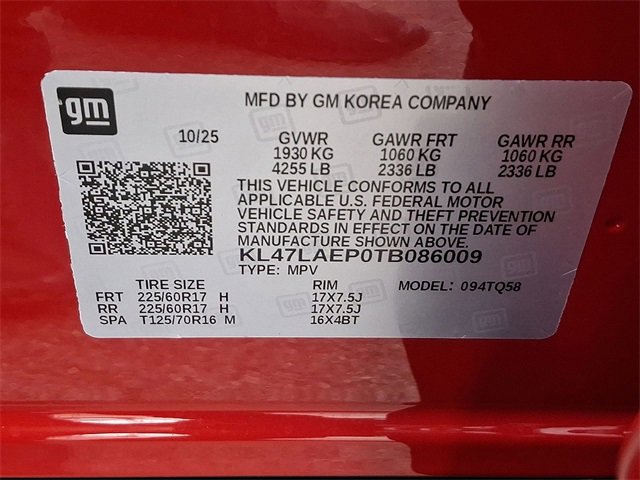 gm
MFD BY GM KOREA COMPANY
10/25 GVWR GAWR FRT GAWR RR
1930 KG 1060 KG 1060 KG
4255 LB 2336 LB 2336 LB
THIS VEHICLE CONFORMS TO ALL
APPLICABLE U.S. FEDERAL MOTOR
VEHICLE SAFETY AND THEFT PREVENTION
STANDARDS IN EFFECT ON THE DATE OF
MANUFACTURE SHOWN ABOVE.
KL47LAEP0TB086009
TYPE: MPV
TIRE SIZE RIM MODEL: 094TQ58
FRT 225/60R17 H 17X7.5J
RR 225/60R17 H 17X7.5J
SPA T125/70R16 M 16X4BT